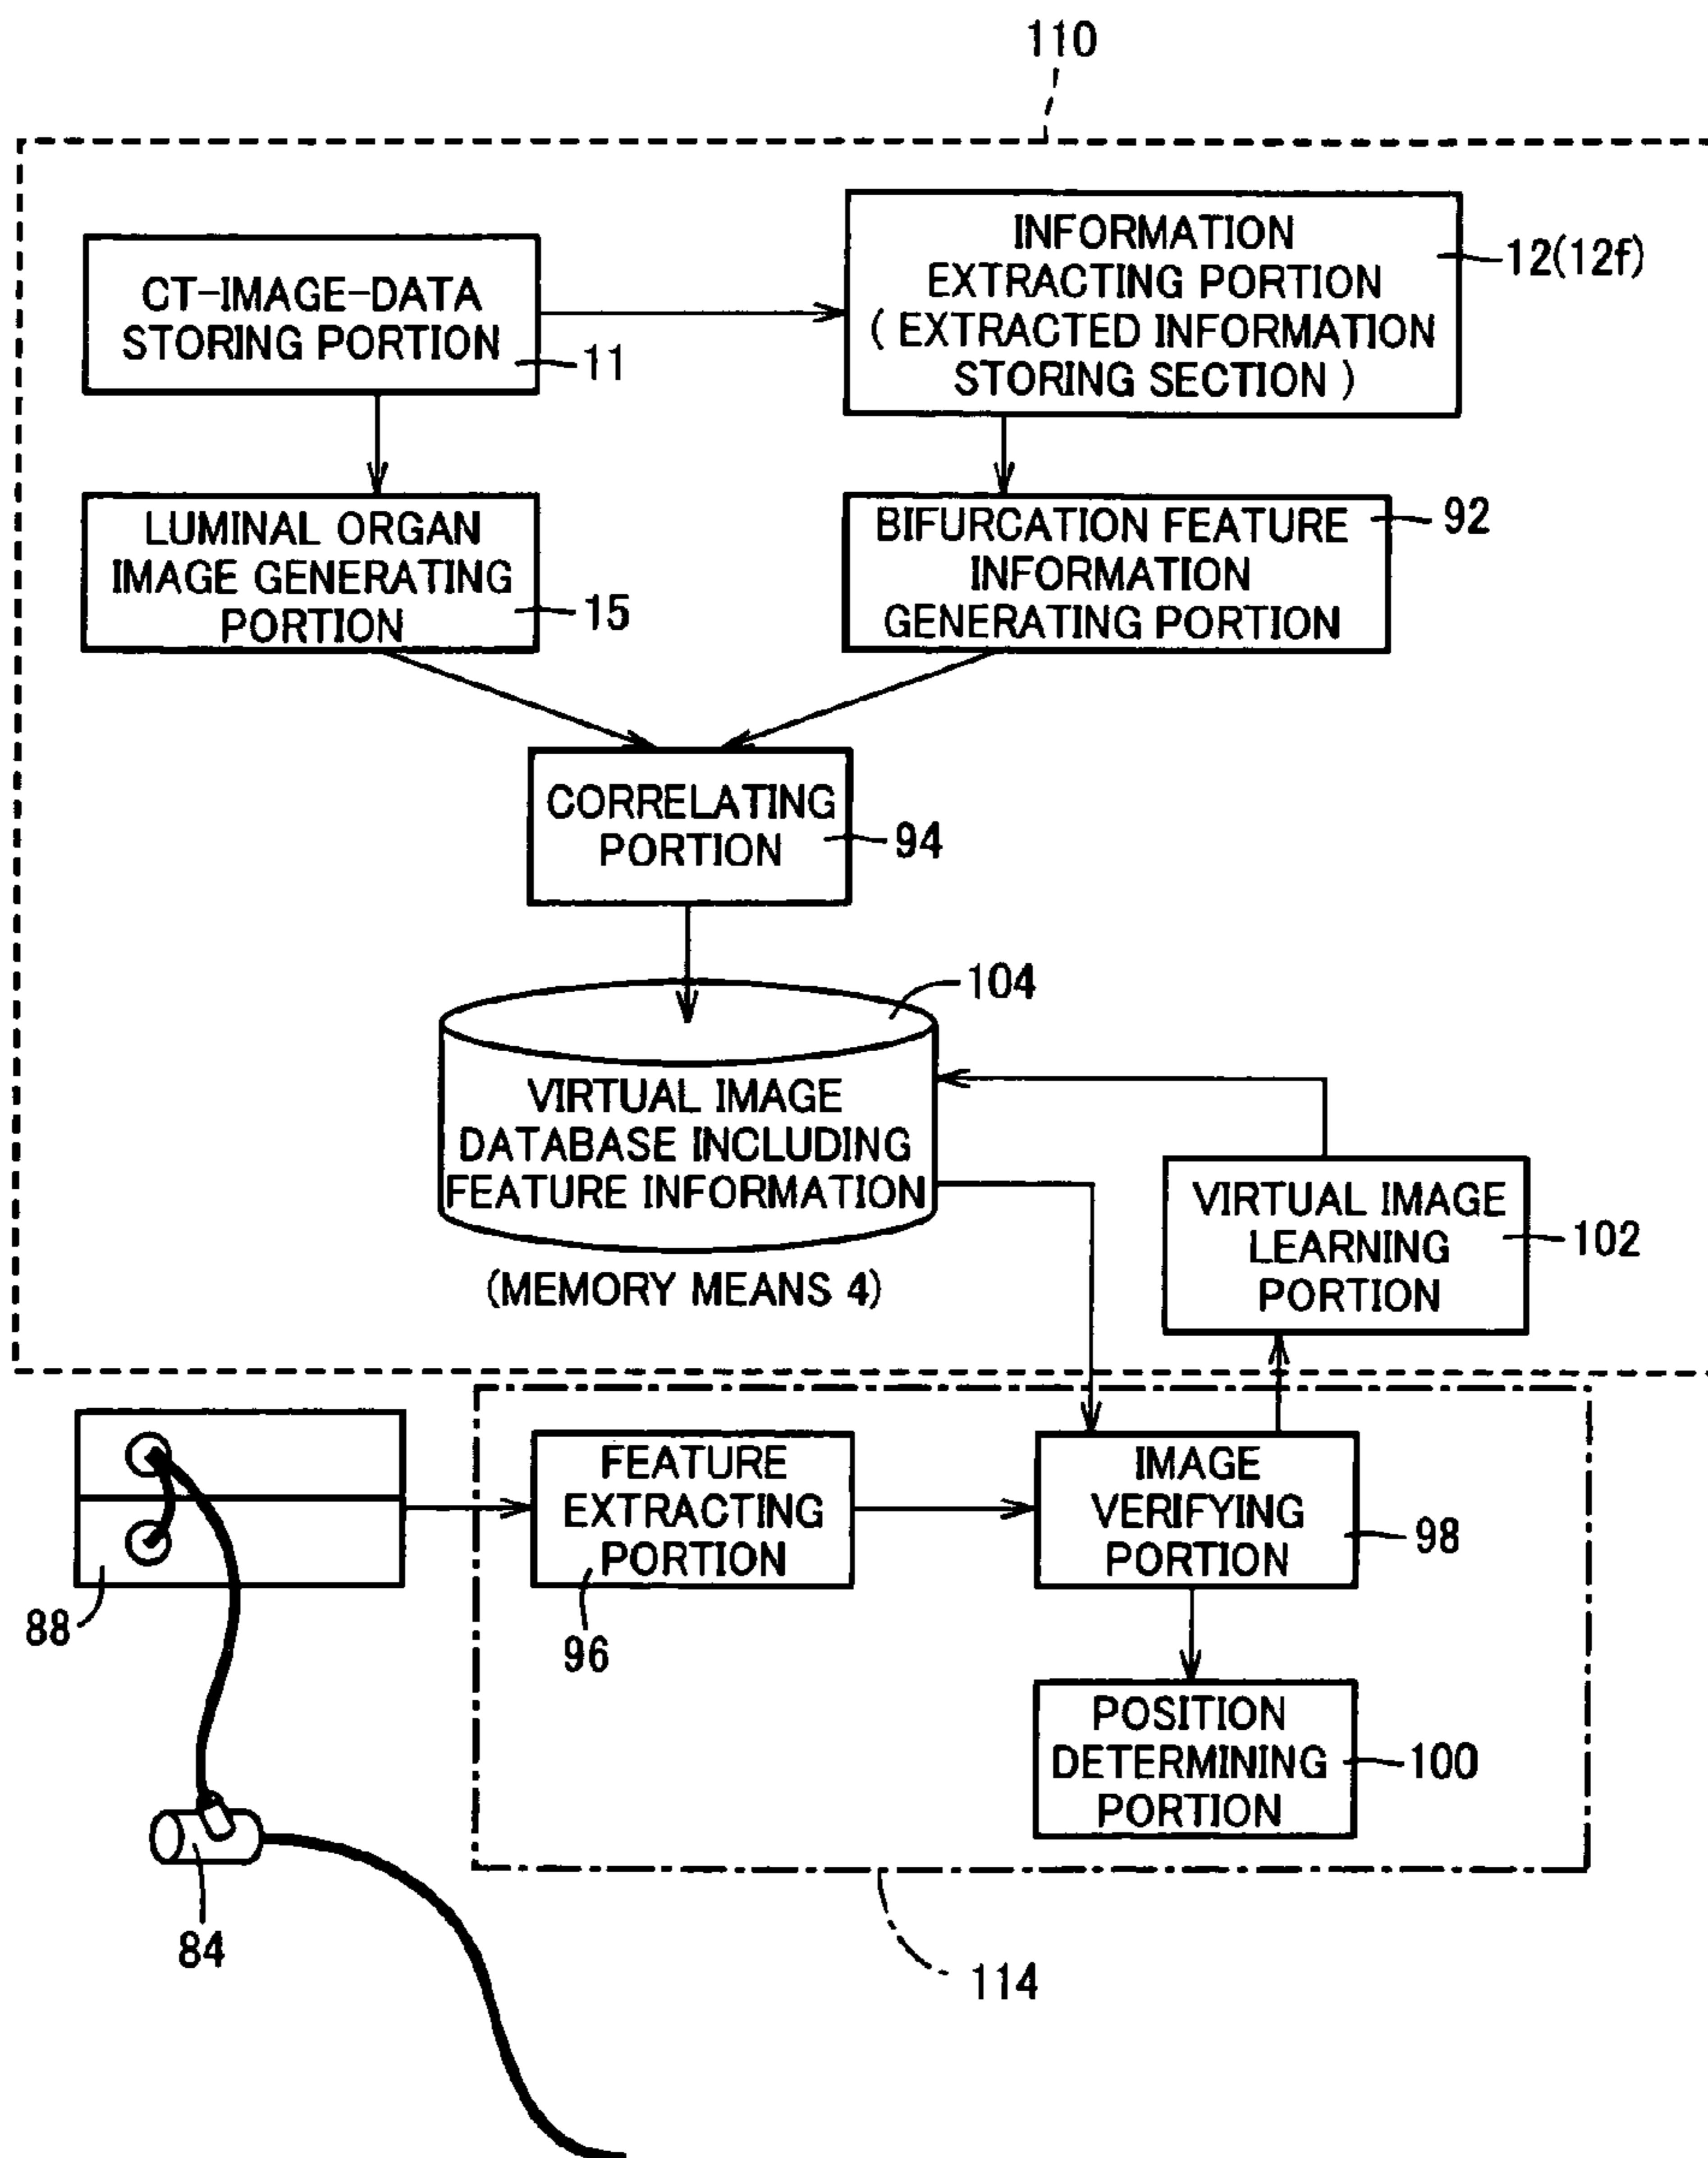 110
CT-IMAGE-DATA
STORING PORTION
11
INFORMATION
EXTRACTING PORTION
( EXTRACTED INFORMATION
STORING SECTION )
12(12f)
LUMINAL ORGAN
IMAGE GENERATING
PORTION
15
BIFURCATION FEATURE
INFORMATION
GENERATING PORTION
92
CORRELATING
PORTION
94
104
VIRTUAL IMAGE
DATABASE INCLUDING
FEATURE INFORMATION
(MEMORY MEANS 4)
VIRTUAL IMAGE
LEARNING
PORTION
102
88
FEATURE
EXTRACTING
PORTION
96
IMAGE
VERIFYING
PORTION
98
POSITION
DETERMINING
PORTION
100
84
114